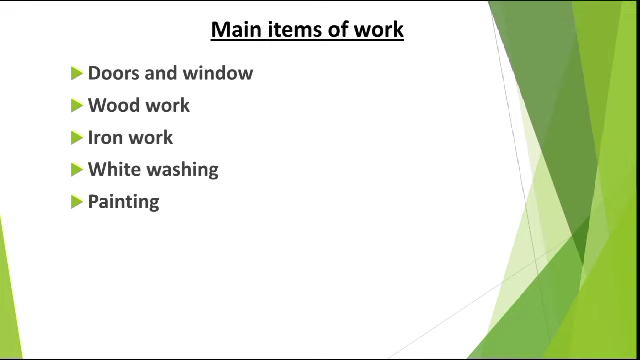 Main items of work
Doors and window
Wood work
Iron work
White washing
Painting